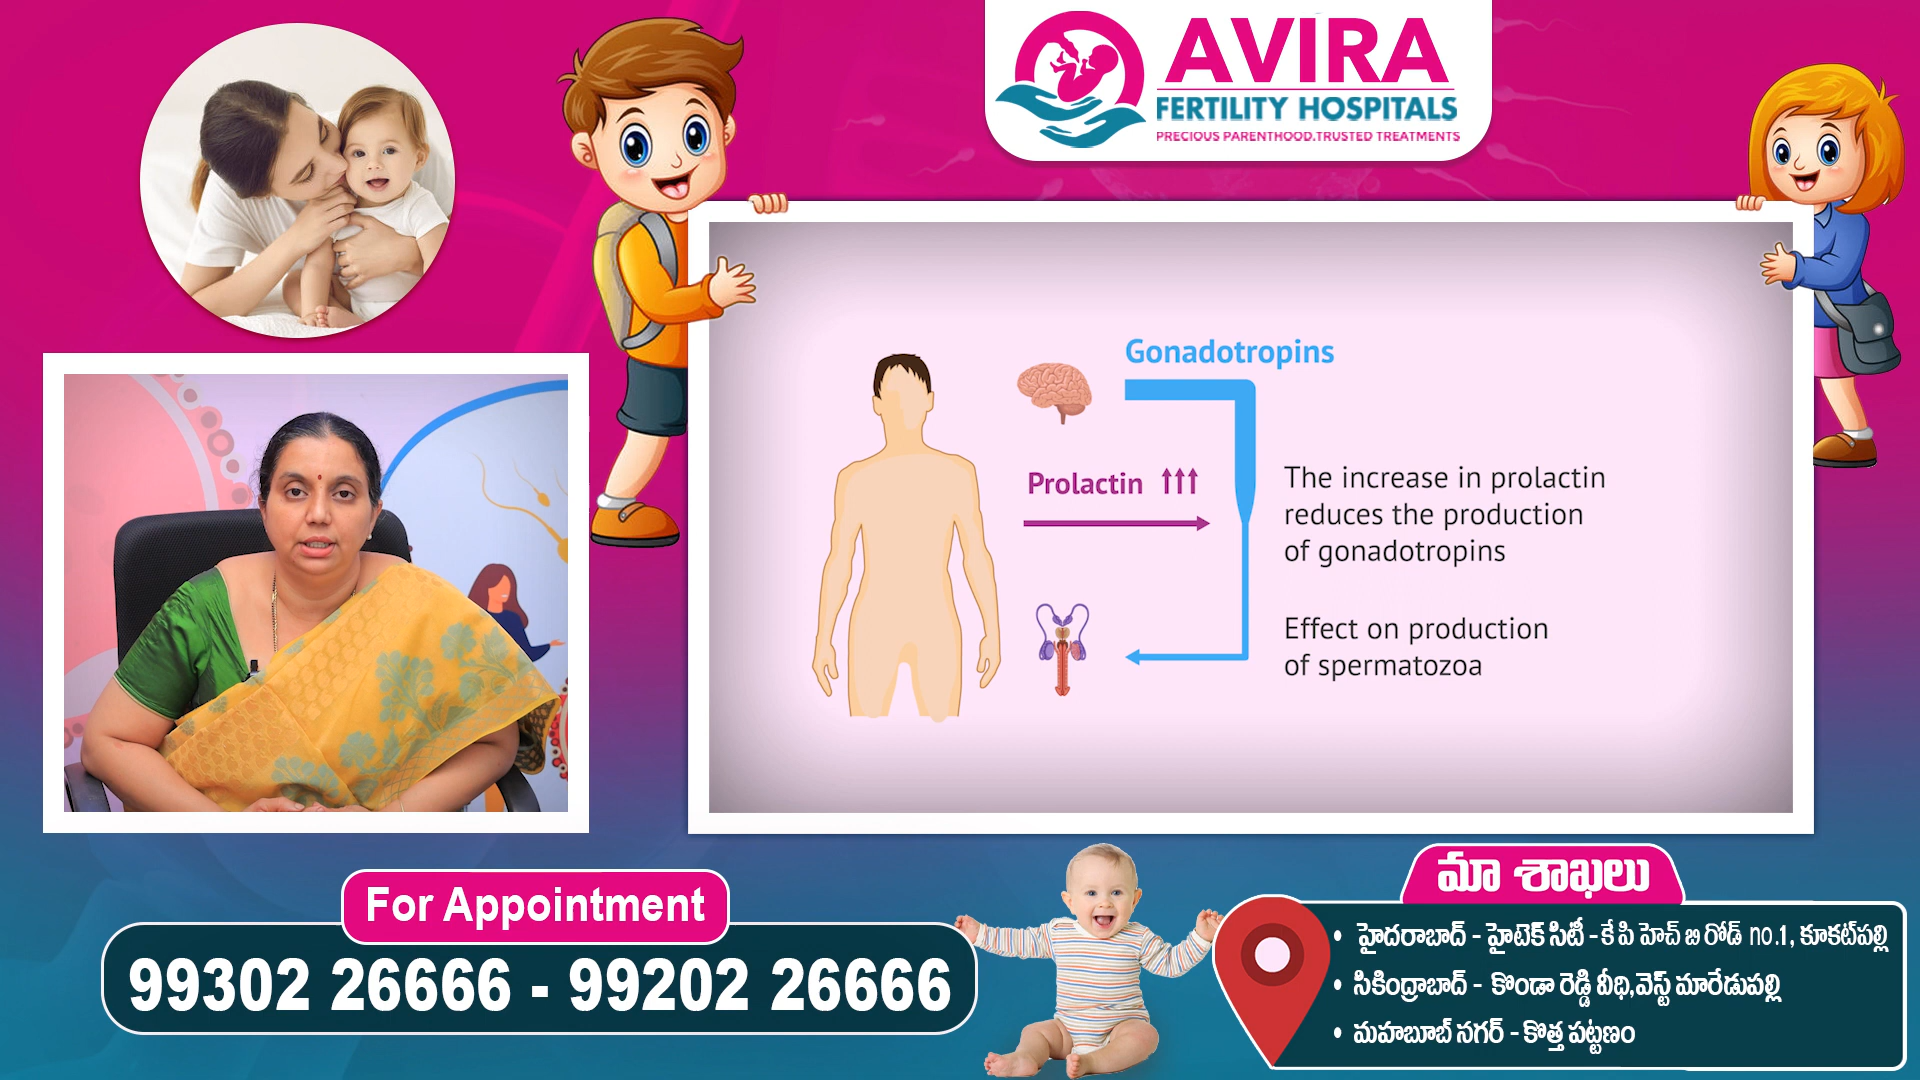 AVIRA
FERTILITY HOSPITALS
PRECIOUS PARENTHOOD.TRUSTED TREATMENTS
Gonadotropins
Prolactin ↑↑↑
The increase in prolactin
reduces the production
of gonadotropins
Effect on production
of spermatozoa
For Appointment
99302 26666 - 99202 26666
మా శాఖలు
• హైదరాబాద్ - హైటెక్ సిటీ - కే పి హెచ్ బి రోడ్ no.1, కూకట్‌పల్లి
• సికింద్రాబాద్ - కొండా రెడ్డి వీధి,వెస్ట్ మారేడుపల్లి
• మహబూబ్ నగర్ - కొత్త పట్టణం